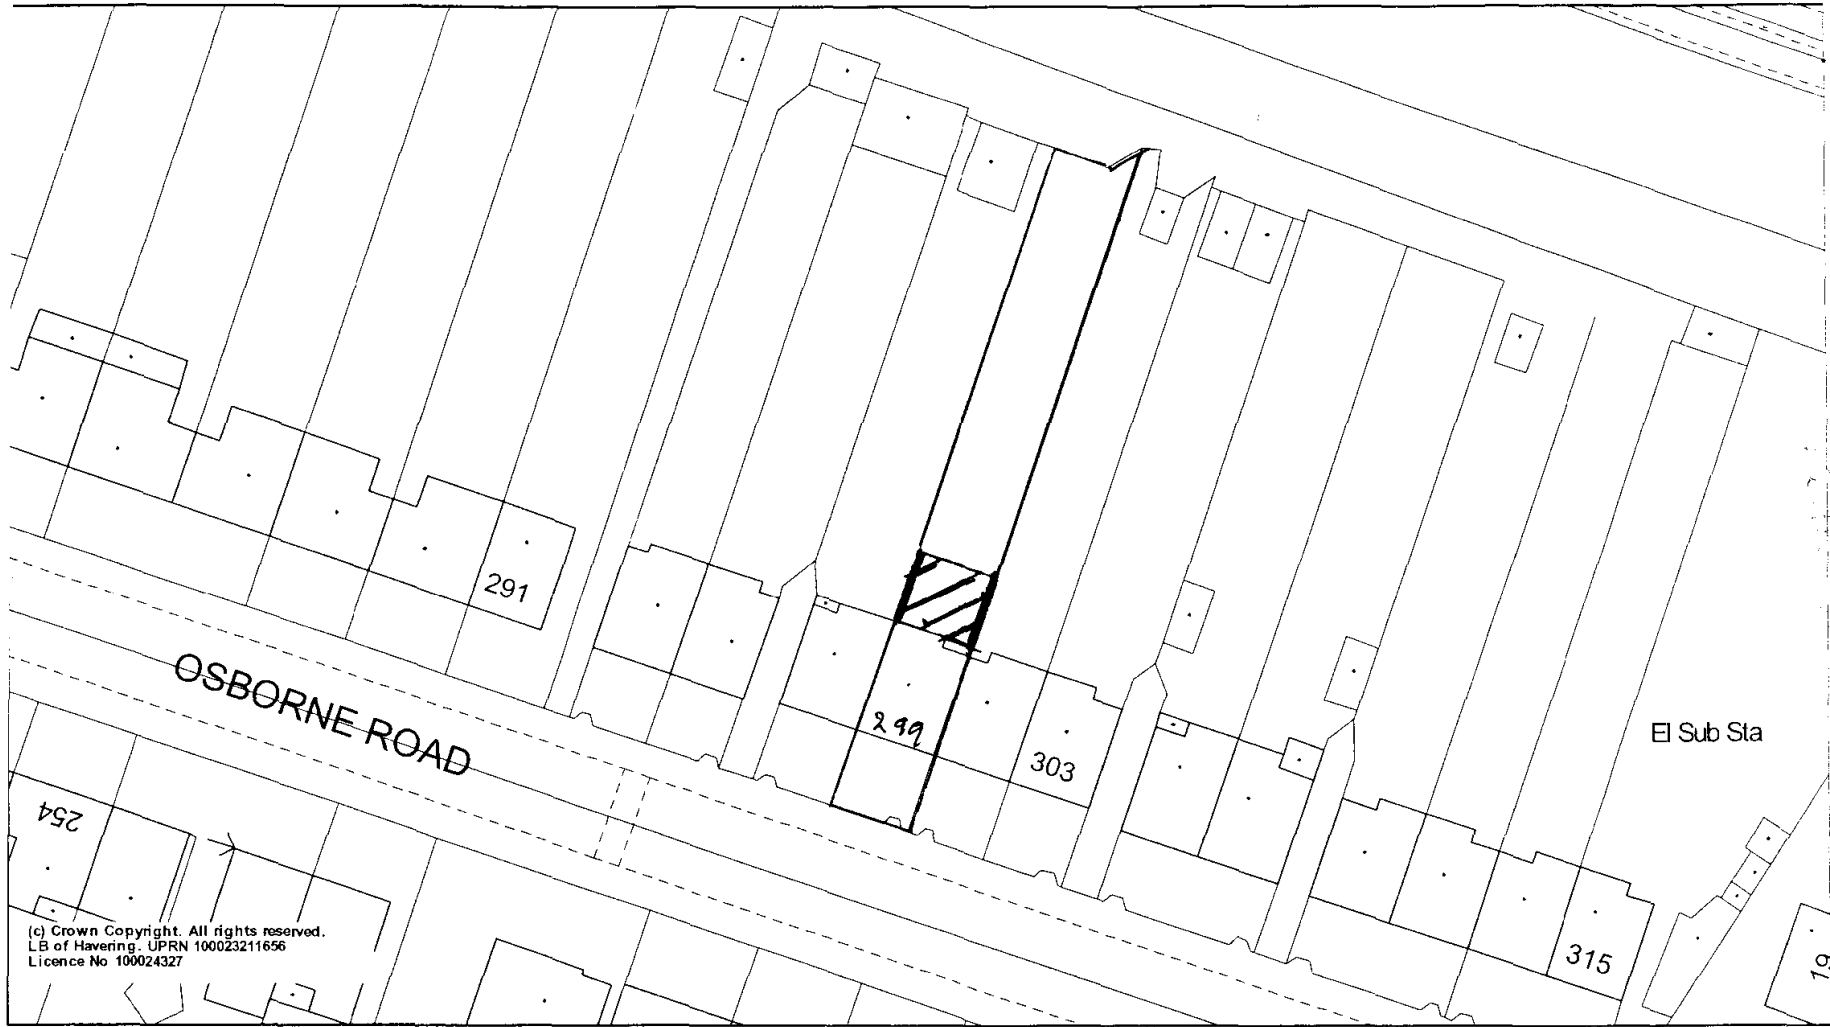 291
OSBORNE ROAD
299
303
El Sub Sta
254
315
19
(c) Crown Copyright. All rights reserved.
LB of Havering. UPRN 100023211656
Licence No 100024327